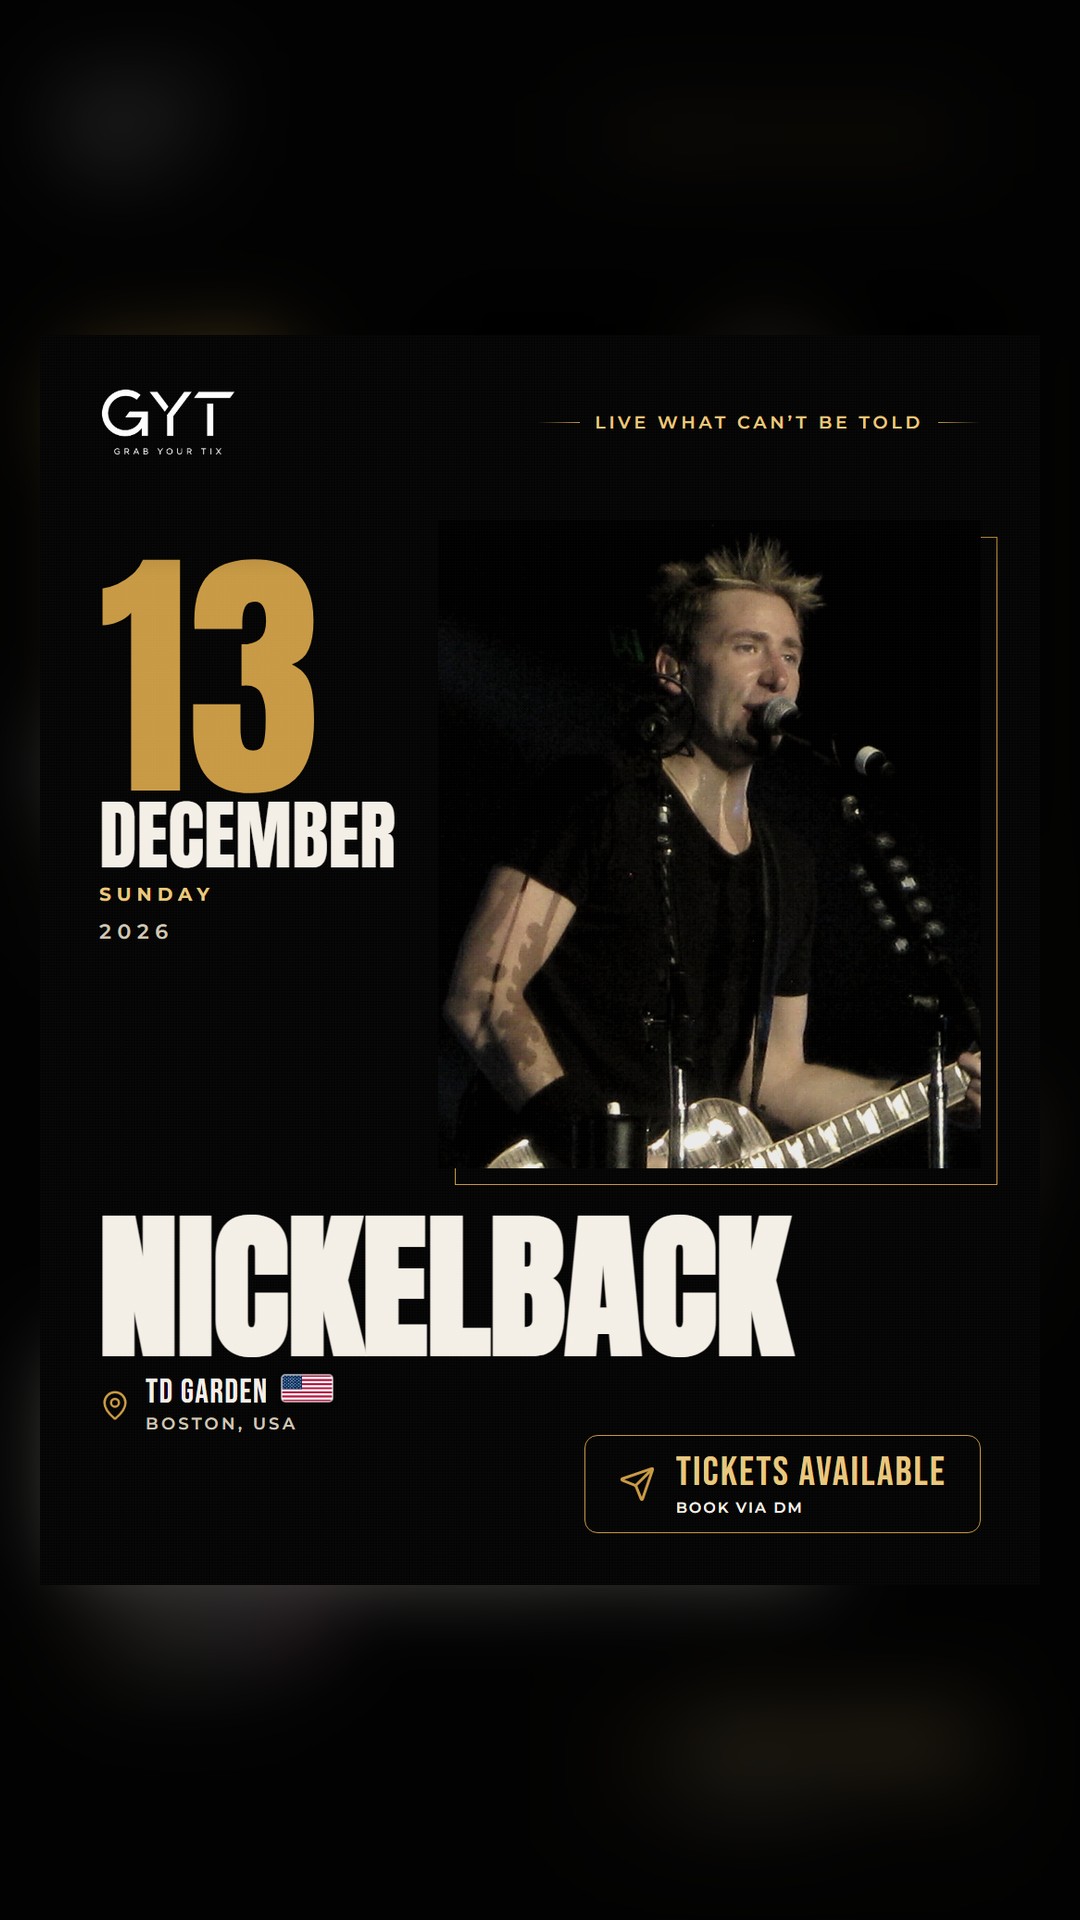 GYT
GRAB YOUR TIX
LIVE WHAT CAN’T BE TOLD
13
DECEMBER
SUNDAY
2026
NICKELBACK
TD GARDEN
BOSTON, USA
TICKETS AVAILABLE
BOOK VIA DM